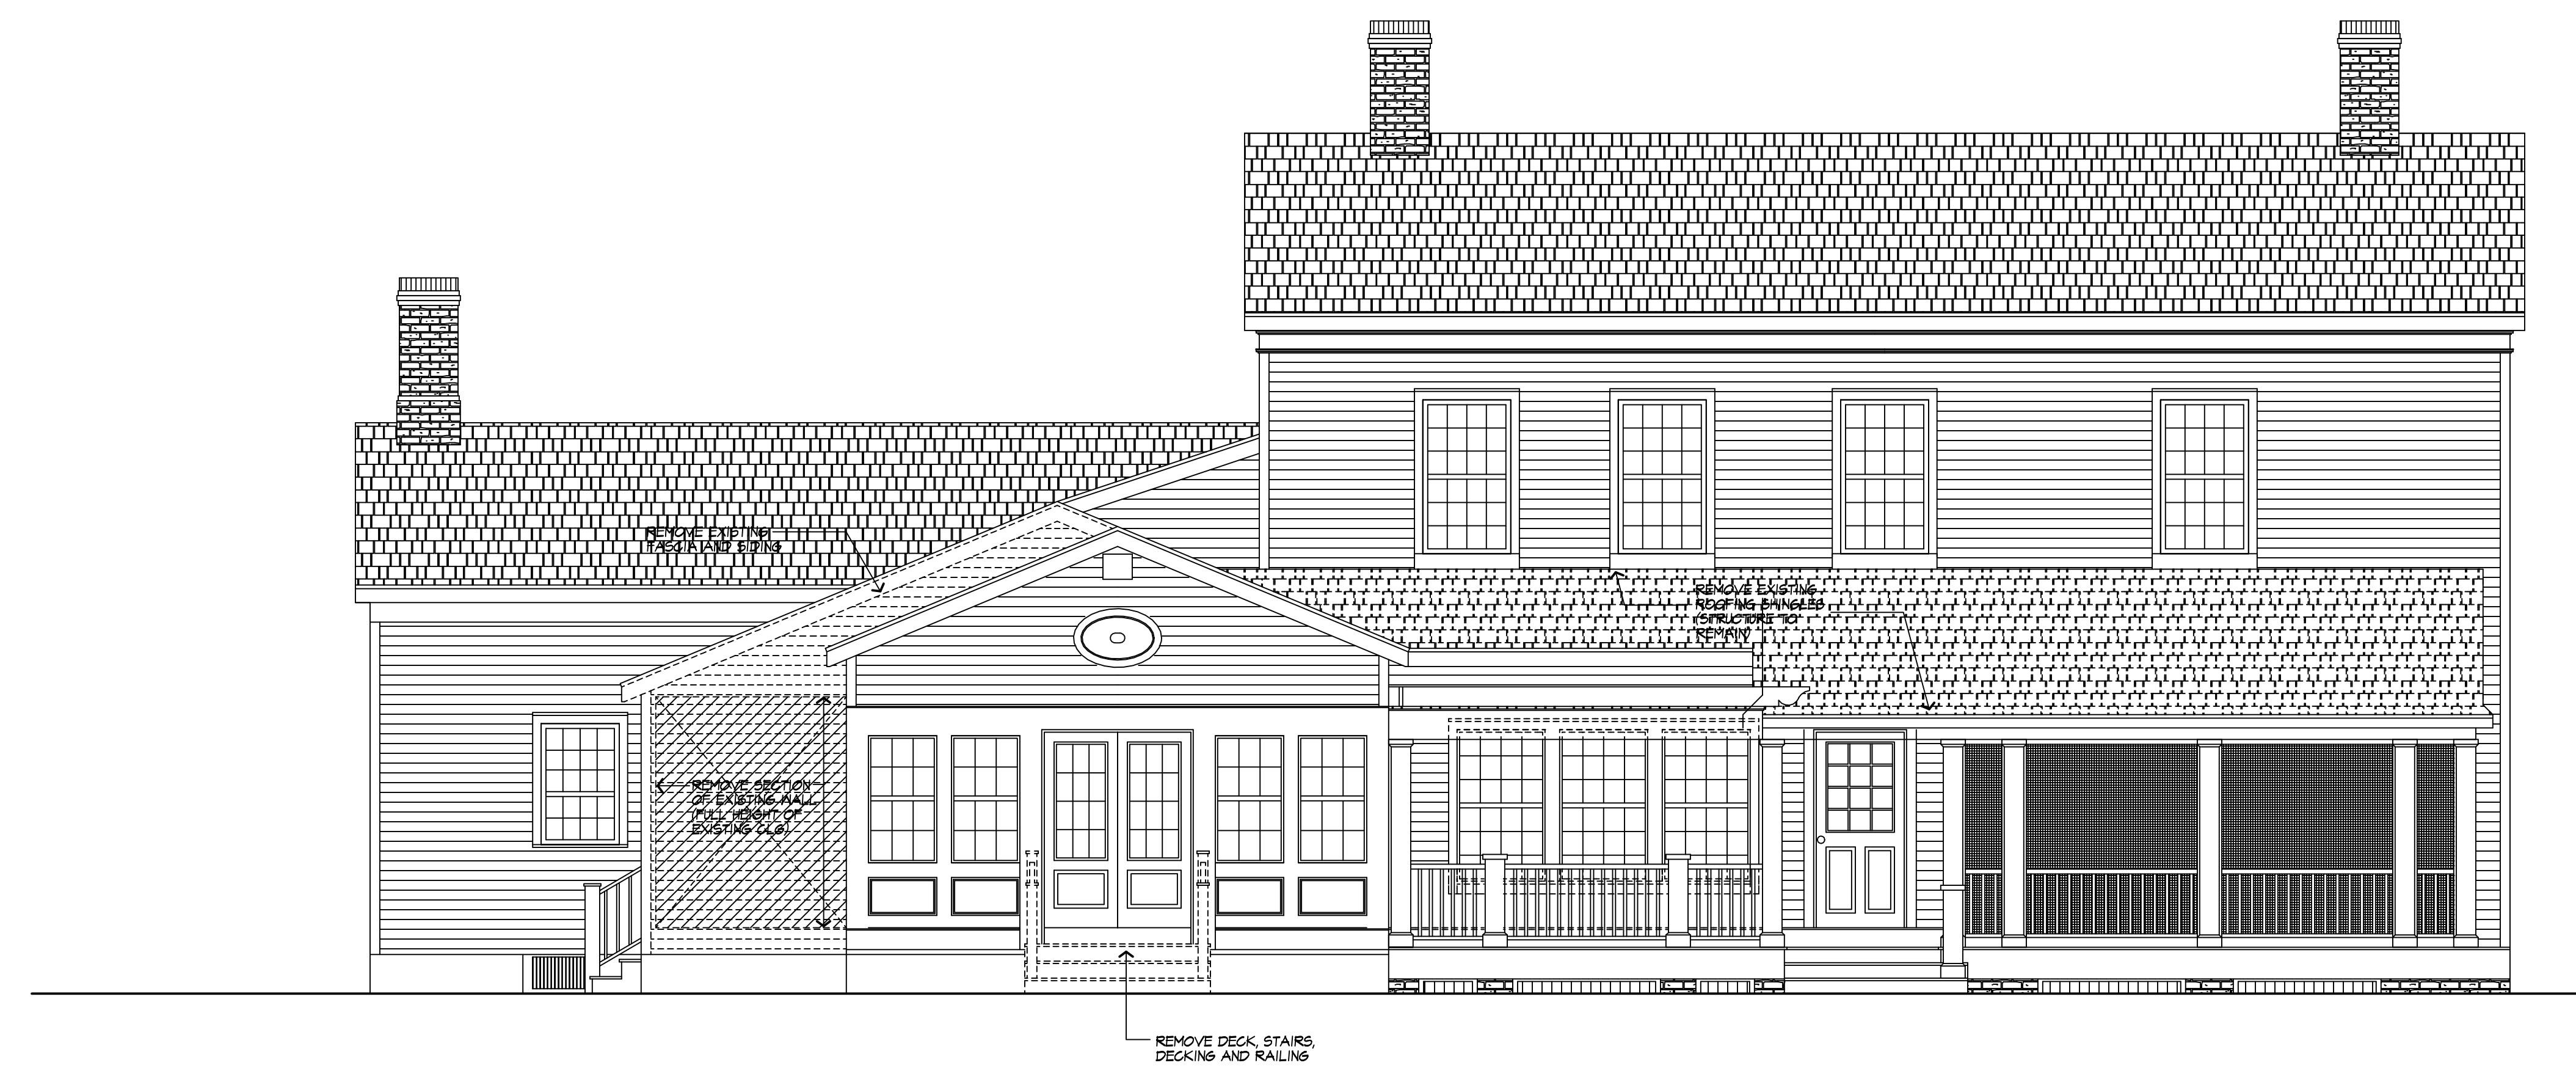 REMOVE EXISTING
FASCIA AND SIDING
REMOVE EXISTING
ROOFING SHINGLES
(STRUCTURE TO
REMAIN)
REMOVE SECTION
OF EXISTING WALL
(FULL HEIGHT OF
EXISTING CLG)
REMOVE DECK, STAIRS,
DECKING AND RAILING